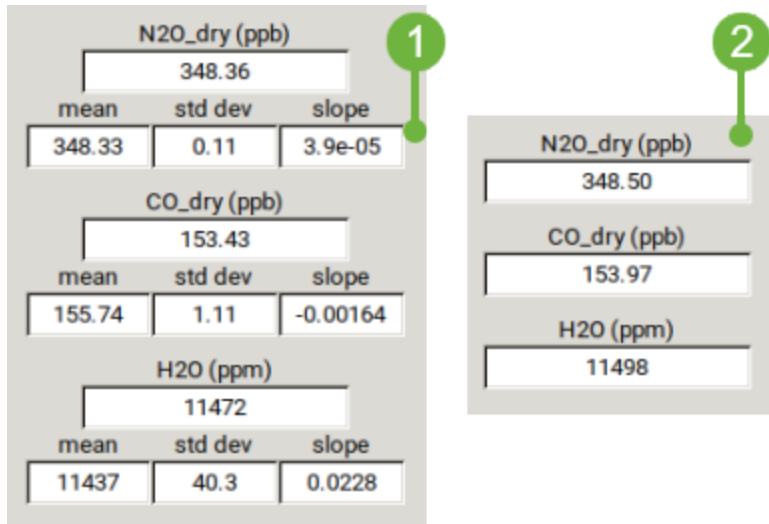 1
N2O_dry (ppb)
348.36
mean std dev slope
348.33 0.11 3.9e-05
CO_dry (ppb)
153.43
mean std dev slope
155.74 1.11 -0.00164
H2O (ppm)
11472
mean std dev slope
11437 40.3 0.0228
2
N2O_dry (ppb)
348.50
CO_dry (ppb)
153.97
H2O (ppm)
11498